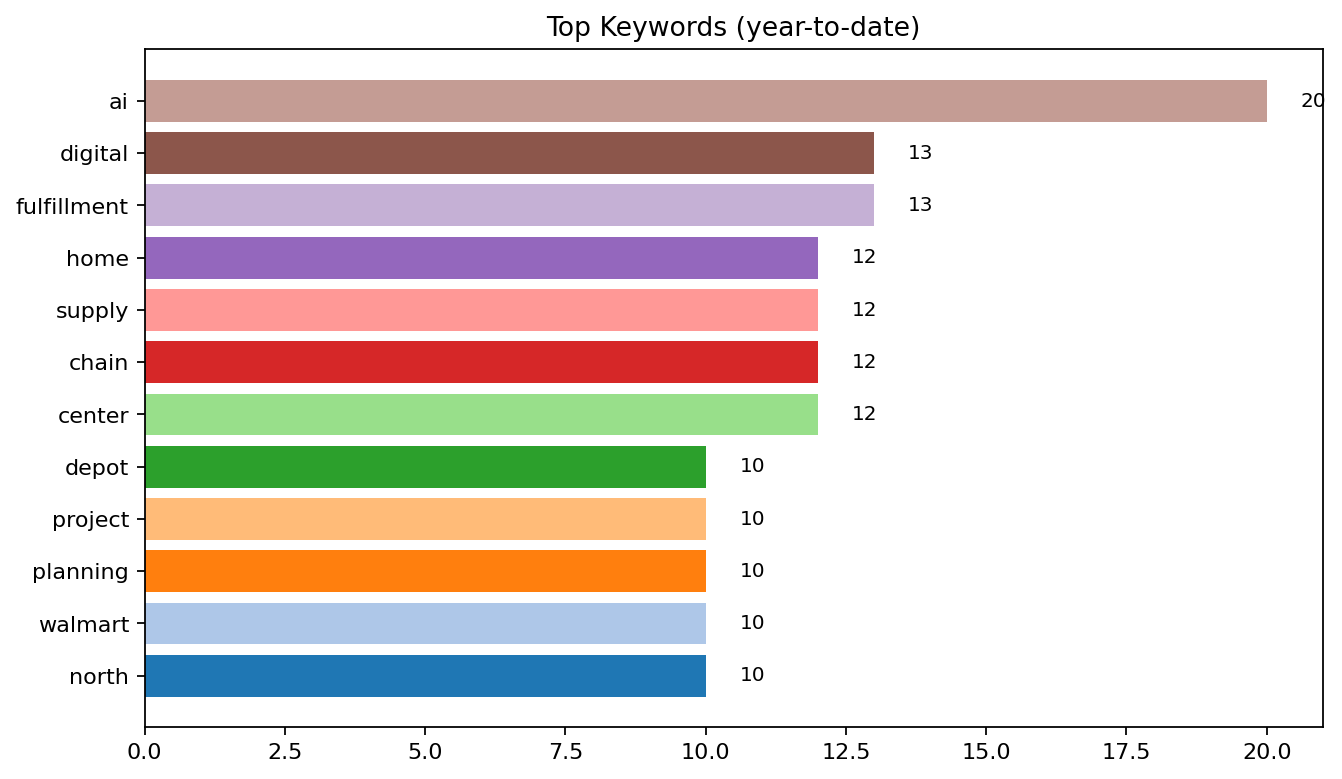 Top Keywords (year-to-date)
ai 20
digital 13
fulfillment 13
home 12
supply 12
chain 12
center 12
depot 10
project 10
planning 10
walmart 10
north 10
0.0 2.5 5.0 7.5 10.0 12.5 15.0 17.5 20.0